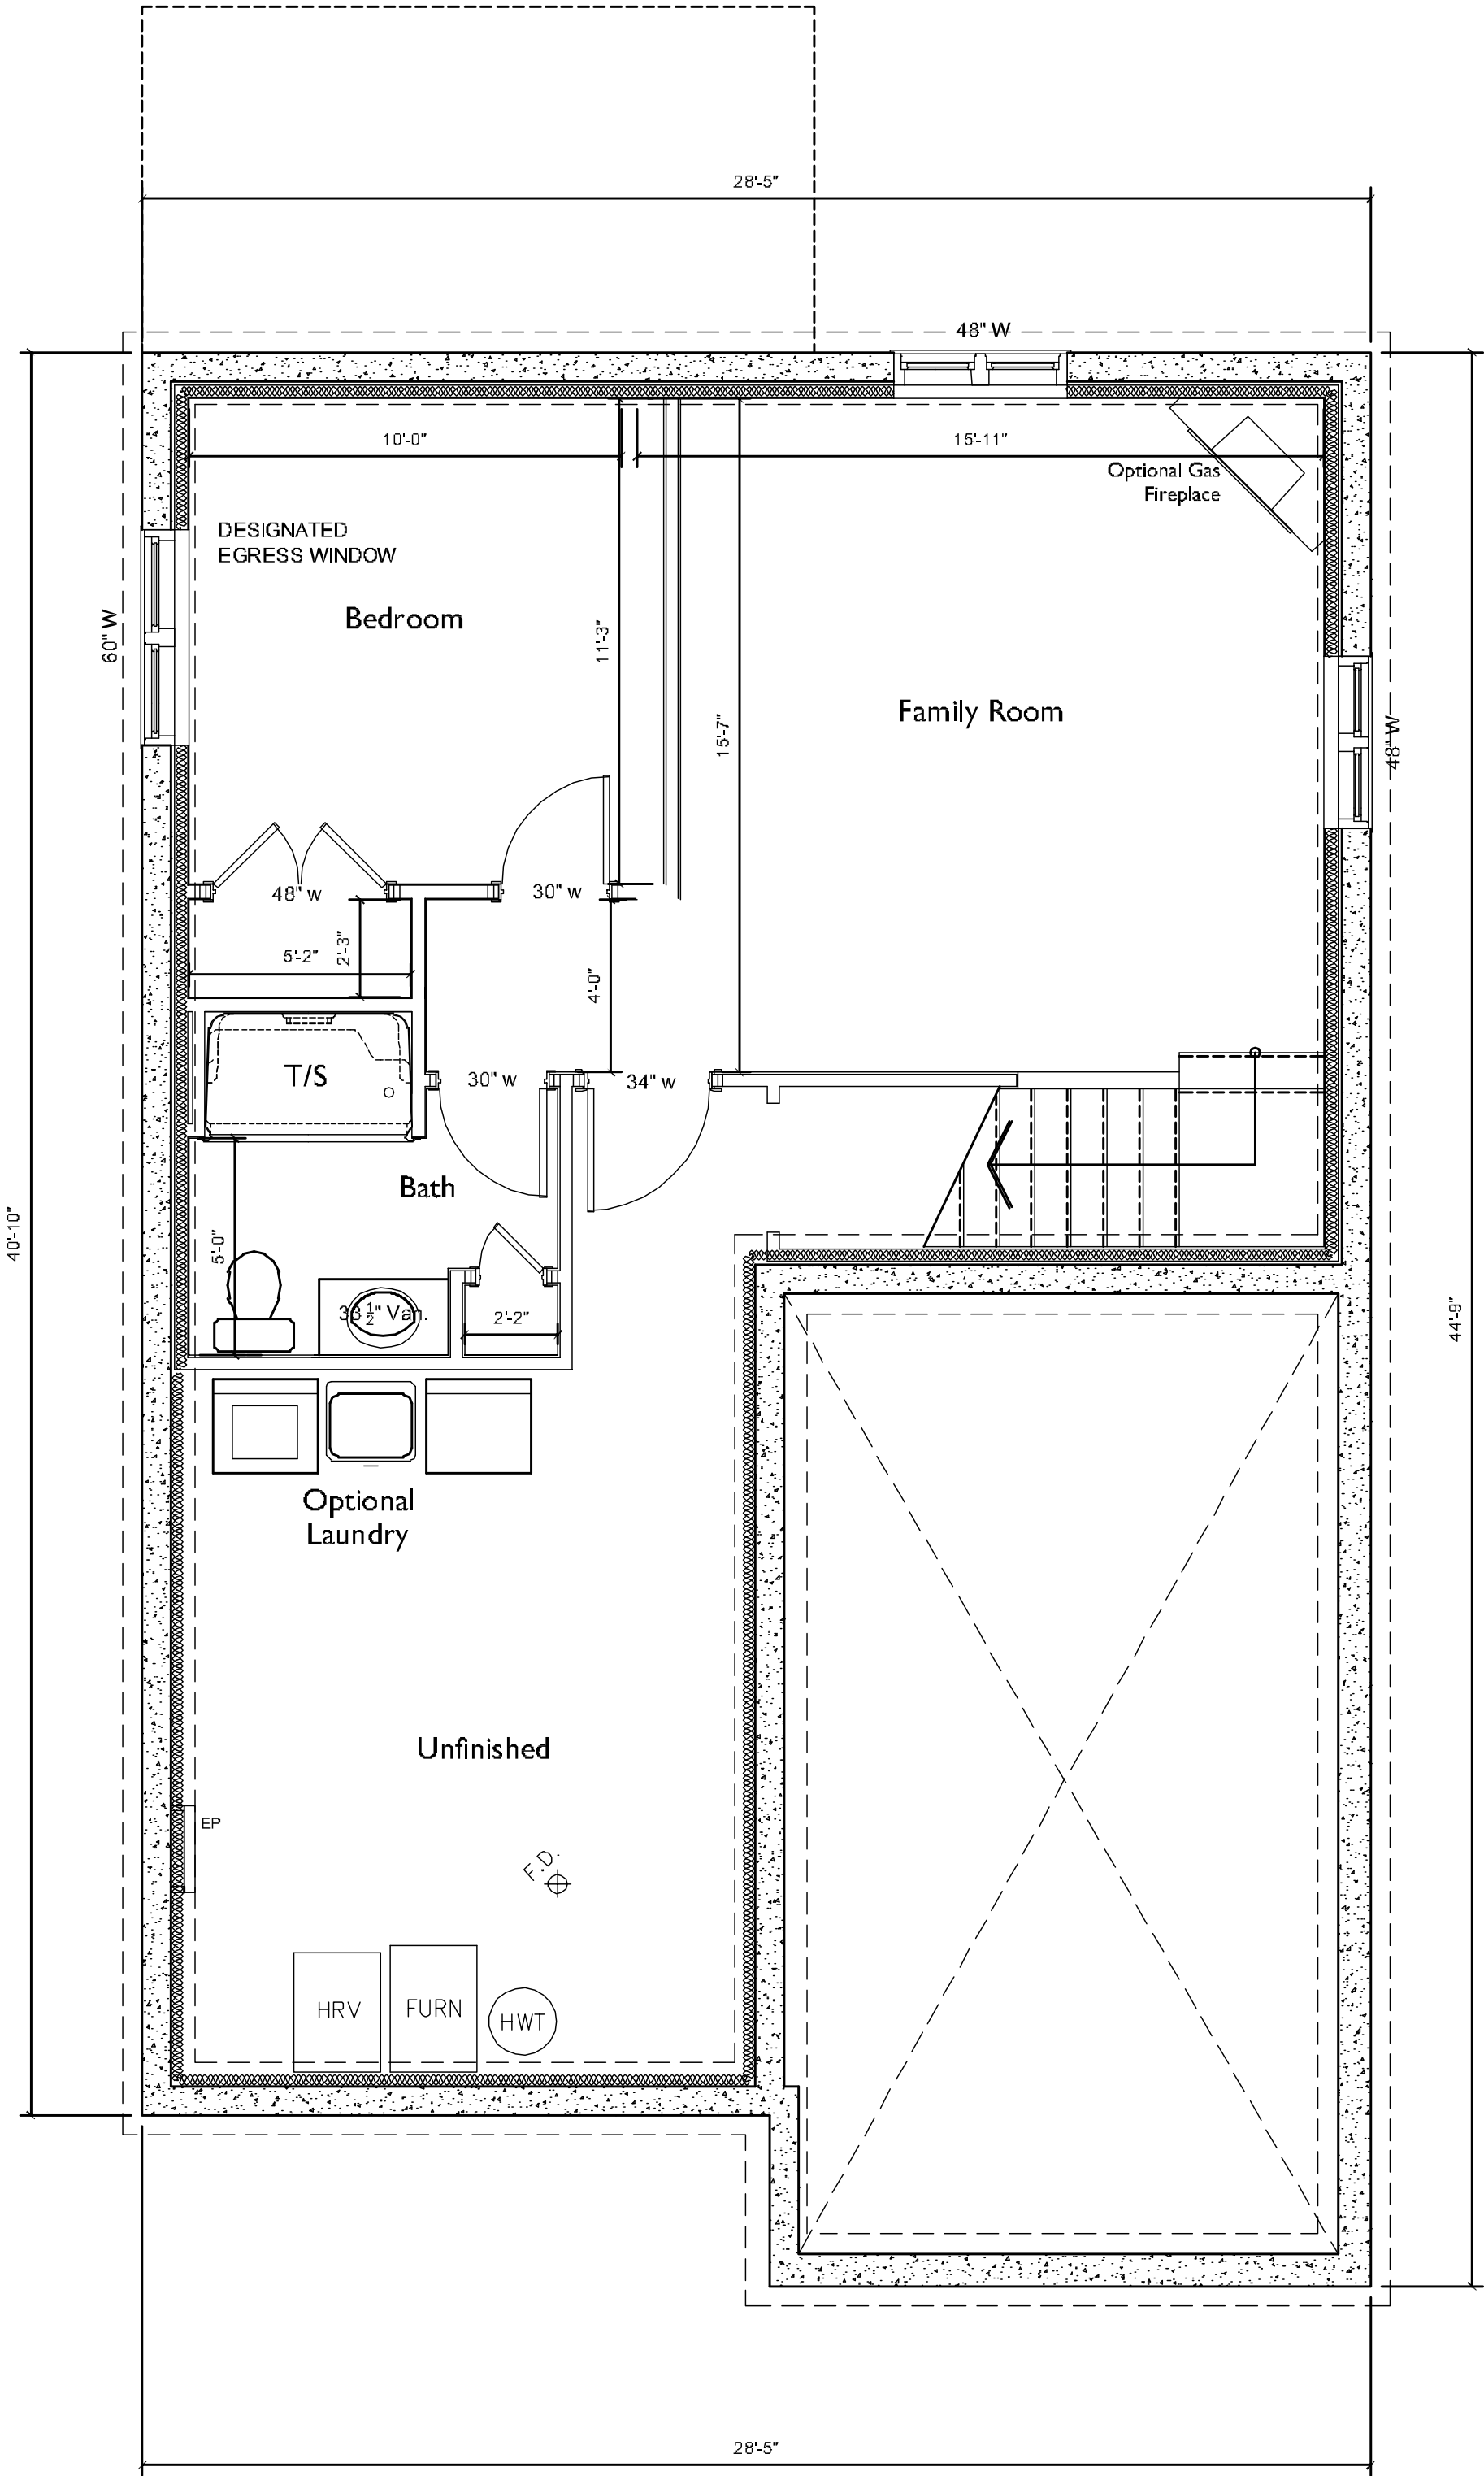 28'-5"
48" W
10'-0"
15'-11"
Optional Gas
Fireplace
DESIGNATED
EGRESS WINDOW
Bedroom
60" W
11'-3"
Family Room
15'-7"
48" W
48" w
30" w
5'-2"
2'-3"
4'-0"
T/S
30" w
34" w
Bath
40'-10"
5'-0"
33 ½" Van.
2'-2"
44'-9"
Optional
Laundry
Unfinished
EP
F.D.
HRV
FURN
HWT
28'-5"